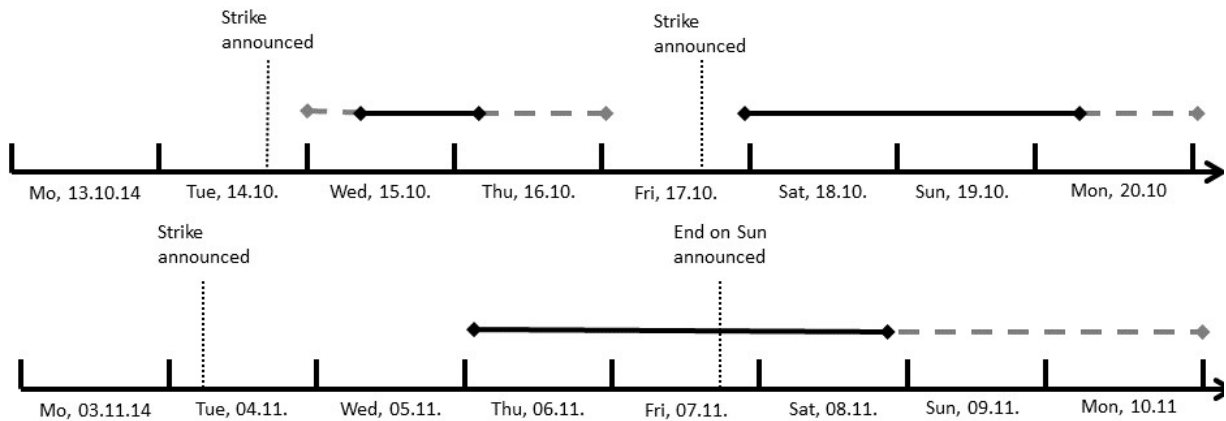 Strike
announced
Strike
announced
Mo, 13.10.14 Tue, 14.10. Wed, 15.10. Thu, 16.10. Fri, 17.10. Sat, 18.10. Sun, 19.10. Mon, 20.10
Strike
announced
End on Sun
announced
Mo, 03.11.14 Tue, 04.11. Wed, 05.11. Thu, 06.11. Fri, 07.11. Sat, 08.11. Sun, 09.11. Mon, 10.11